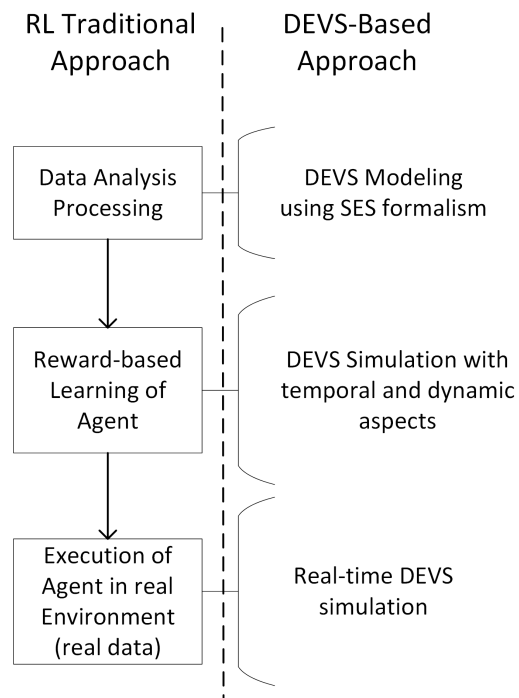 RL Traditional
Approach
DEVS-Based
Approach
Data Analysis
Processing
DEVS Modeling
using SES formalism
Reward-based
Learning of
Agent
DEVS Simulation with
temporal and dynamic
aspects
Execution of
Agent in real
Environment
(real data)
Real-time DEVS
simulation